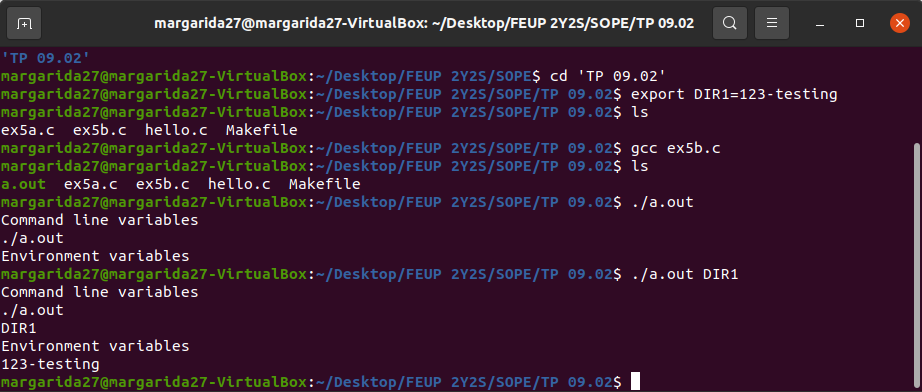 margarida27@margarida27-VirtualBox: ~/Desktop/FEUP 2Y2S/SOPE/TP 09.02
'TP 09.02'
margarida27@margarida27-VirtualBox:~/Desktop/FEUP 2Y2S/SOPE$ cd 'TP 09.02'
margarida27@margarida27-VirtualBox:~/Desktop/FEUP 2Y2S/SOPE/TP 09.02$ export DIR1=123-testing
margarida27@margarida27-VirtualBox:~/Desktop/FEUP 2Y2S/SOPE/TP 09.02$ ls
ex5a.c  ex5b.c  hello.c  Makefile
margarida27@margarida27-VirtualBox:~/Desktop/FEUP 2Y2S/SOPE/TP 09.02$ gcc ex5b.c
margarida27@margarida27-VirtualBox:~/Desktop/FEUP 2Y2S/SOPE/TP 09.02$ ls
a.out  ex5a.c  ex5b.c  hello.c  Makefile
margarida27@margarida27-VirtualBox:~/Desktop/FEUP 2Y2S/SOPE/TP 09.02$ ./a.out
Command line variables
./a.out
Environment variables
margarida27@margarida27-VirtualBox:~/Desktop/FEUP 2Y2S/SOPE/TP 09.02$ ./a.out DIR1
Command line variables
./a.out
DIR1
Environment variables
123-testing
margarida27@margarida27-VirtualBox:~/Desktop/FEUP 2Y2S/SOPE/TP 09.02$